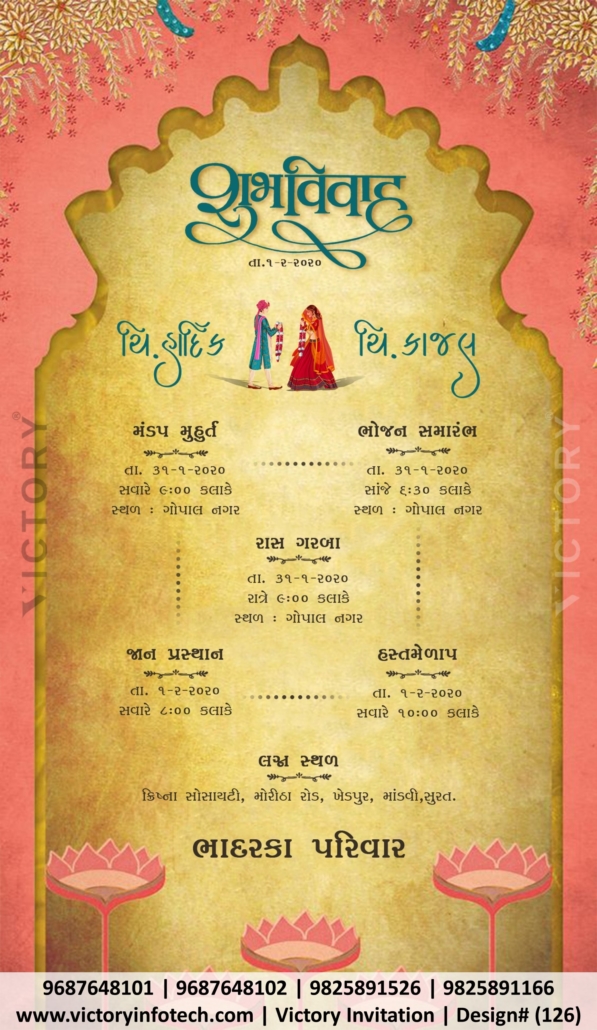 શુભવિવાહ
તા.૧-૨-૨૦૨૦
ચિ.હાર્દિક
ચિ.કાજલ
મંડપ મુહુર્ત
તા. ૩૧-૧-૨૦૨૦
સવારે ૯:૦૦ કલાકે
સ્થળ : ગોપાલ નગર
ભોજન સમારંભ
તા. ૩૧-૧-૨૦૨૦
સાંજે ૬:૩૦ કલાકે
સ્થળ : ગોપાલ નગર
રાસ ગરબા
તા. ૩૧-૧-૨૦૨૦
રાત્રે ૯:૦૦ કલાકે
સ્થળ : ગોપાલ નગર
જાન પ્રસ્થાન
તા. ૧-૨-૨૦૨૦
સવારે ૮:૦૦ કલાકે
હસ્તમેળાપ
તા. ૧-૨-૨૦૨૦
સવારે ૧૦:૦૦ કલાકે
લગ્ન સ્થળ
ક્રિષ્ના સોસાયટી, મોરીઠા રોડ, ખેડપુર, માંડવી,સુરત.
ભાદરકા પરિવાર
VICTORY
VICTORY
9687648101 | 9687648102 | 9825891526 | 9825891166
www.victoryinfotech.com | Victory Invitation | Design# (126)